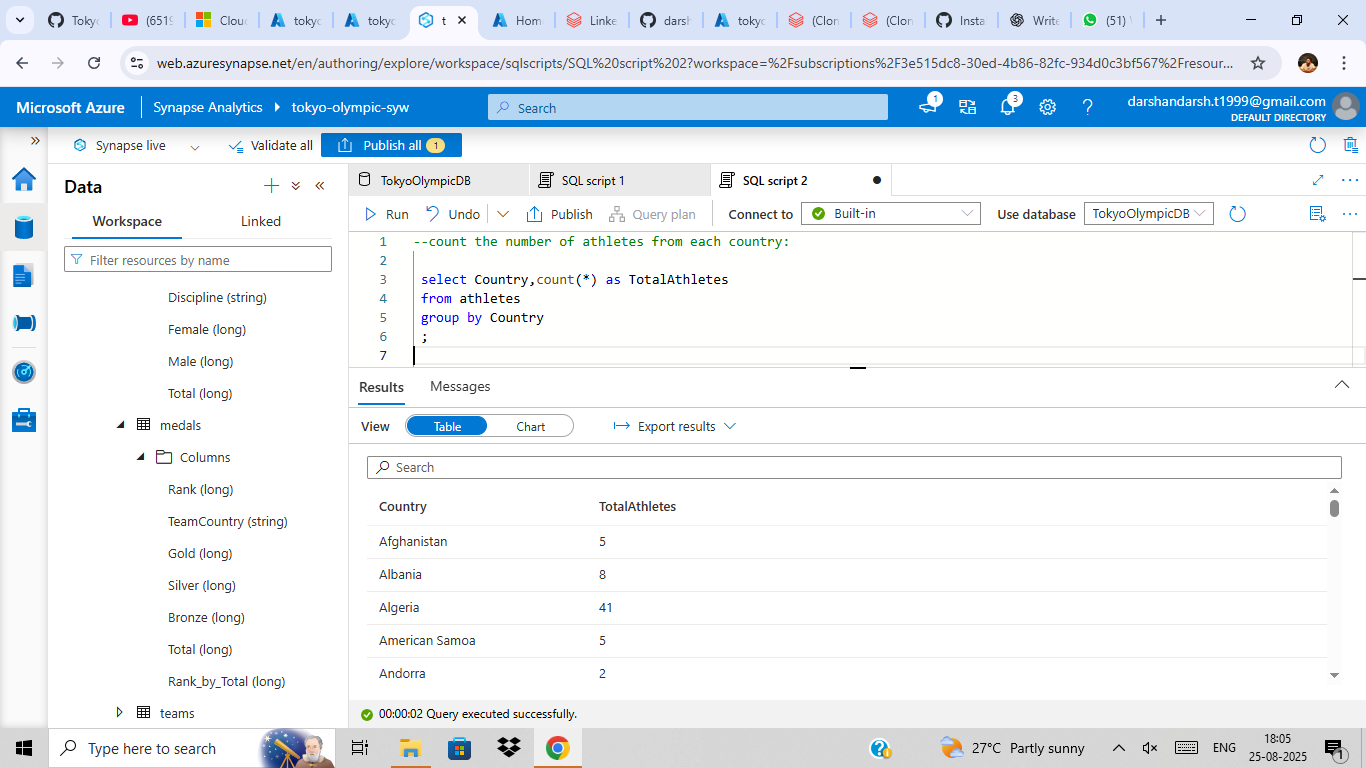 Tokyo
(6519
Clou
tokyo
tokyo
t
Hom
Linke
darsh
tokyo
(Clon
(Clon
Insta
Write
(51)
web.azuresynapse.net/en/authoring/explore/workspace/sqlscripts/SQL%20script%202?workspace=%2Fsubscriptions%2F3e515dc8-30ed-4b86-82fc-934d0c3bf567%2Fresour...
Microsoft Azure
Synapse Analytics
tokyo-olympic-syw
Search
1
3
darshandarsh.t1999@gmail.com
DEFAULT DIRECTORY
Synapse live
Validate all
Publish all 1
Data
Workspace
Linked
Filter resources by name
Discipline (string)
Female (long)
Male (long)
Total (long)
medals
Columns
Rank (long)
TeamCountry (string)
Gold (long)
Silver (long)
Bronze (long)
Total (long)
Rank_by_Total (long)
teams
TokyoOlympicDB
SQL script 1
SQL script 2
Run
Undo
Publish
Query plan
Connect to
Built-in
Use database
TokyoOlympicDB
1 --count the number of athletes from each country:
2
3 select Country,count(*) as TotalAthletes
4 from athletes
5 group by Country
6 ;
7
Results
Messages
View
Table
Chart
Export results
Search
Country TotalAthletes
Afghanistan 5
Albania 8
Algeria 41
American Samoa 5
Andorra 2
00:00:02 Query executed successfully.
Type here to search
27°C Partly sunny
ENG
18:05
25-08-2025
1